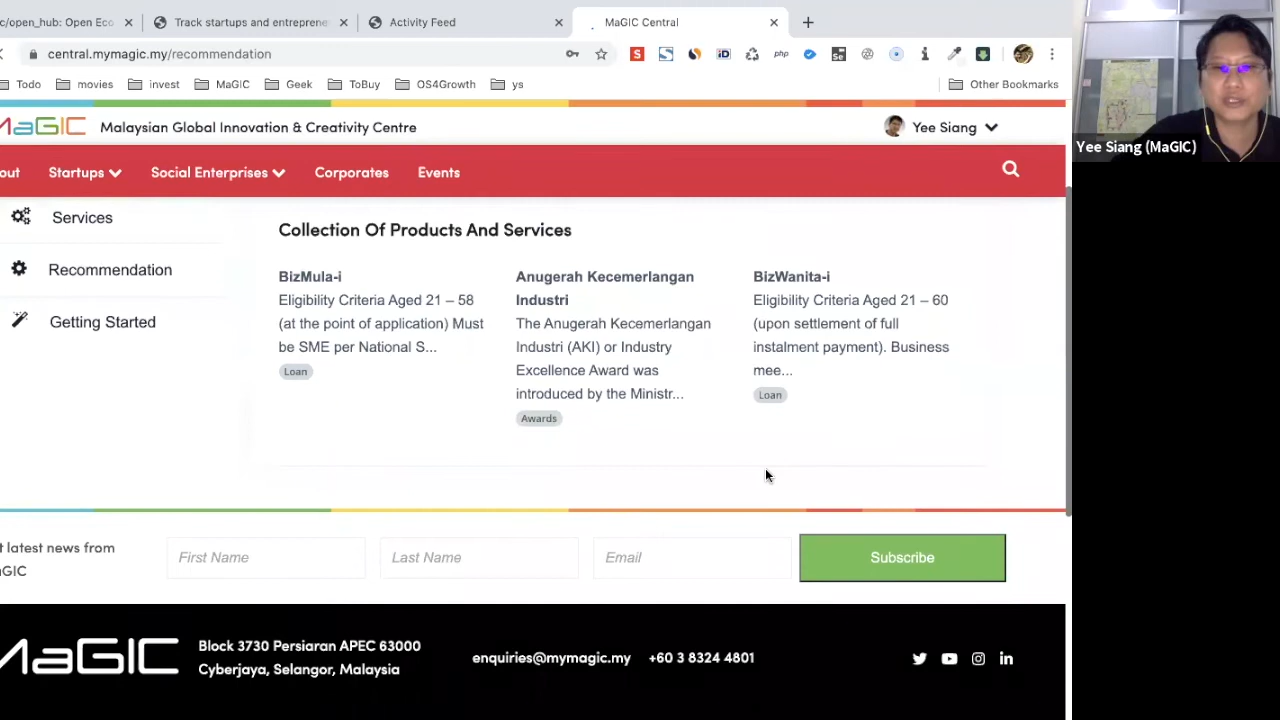 c/open_hub: Open Eco
Track startups and entreprene
Activity Feed
MaGIC Central
central.mymagic.my/recommendation
php
iD
Se
Todo
movies
invest
MaGIC
Geek
ToBuy
OS4Growth
ys
Other Bookmarks
MaGIC Malaysian Global Innovation & Creativity Centre
Yee Siang
Yee Siang (MaGIC)
out
Startups
Social Enterprises
Corporates
Events
Services
Recommendation
Getting Started
Collection Of Products And Services
BizMula-i
Eligibility Criteria Aged 21 – 58
(at the point of application) Must
be SME per National S...
Loan
Anugerah Kecemerlangan
Industri
The Anugerah Kecemerlangan
Industri (AKI) or Industry
Excellence Award was
introduced by the Ministr...
Awards
BizWanita-i
Eligibility Criteria Aged 21 – 60
(upon settlement of full
instalment payment). Business
mee...
Loan
t latest news from
aGIC
First Name
Last Name
Email
Subscribe
MaGIC
Block 3730 Persiaran APEC 63000
Cyberjaya, Selangor, Malaysia
enquiries@mymagic.my
+60 3 8324 4801